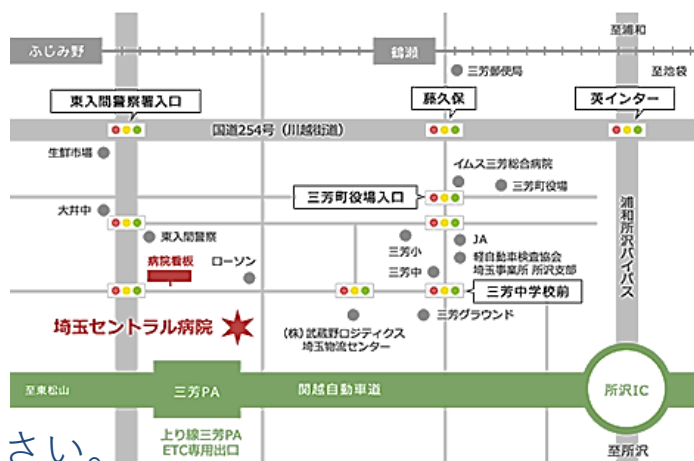 至浦和
ふじみ野
鶴瀬
三芳郵便局
至池袋
東入間警察署入口
藤久保
英インター
国道254号（川越街道）
生鮮市場
イムス三芳総合病院
三芳町役場
三芳町役場入口
大井中
東入間警察
三芳小
JA
軽自動車検査協会
埼玉事業所 所沢支部
浦和所沢バイパス
病院看板
ローソン
三芳中
三芳中学校前
埼玉セントラル病院
（株）武蔵野ロジティクス
埼玉物流センター
三芳グラウンド
至東松山
三芳PA
関越自動車道
所沢IC
上り線三芳PA
ETC専用出口
さい。
至所沢